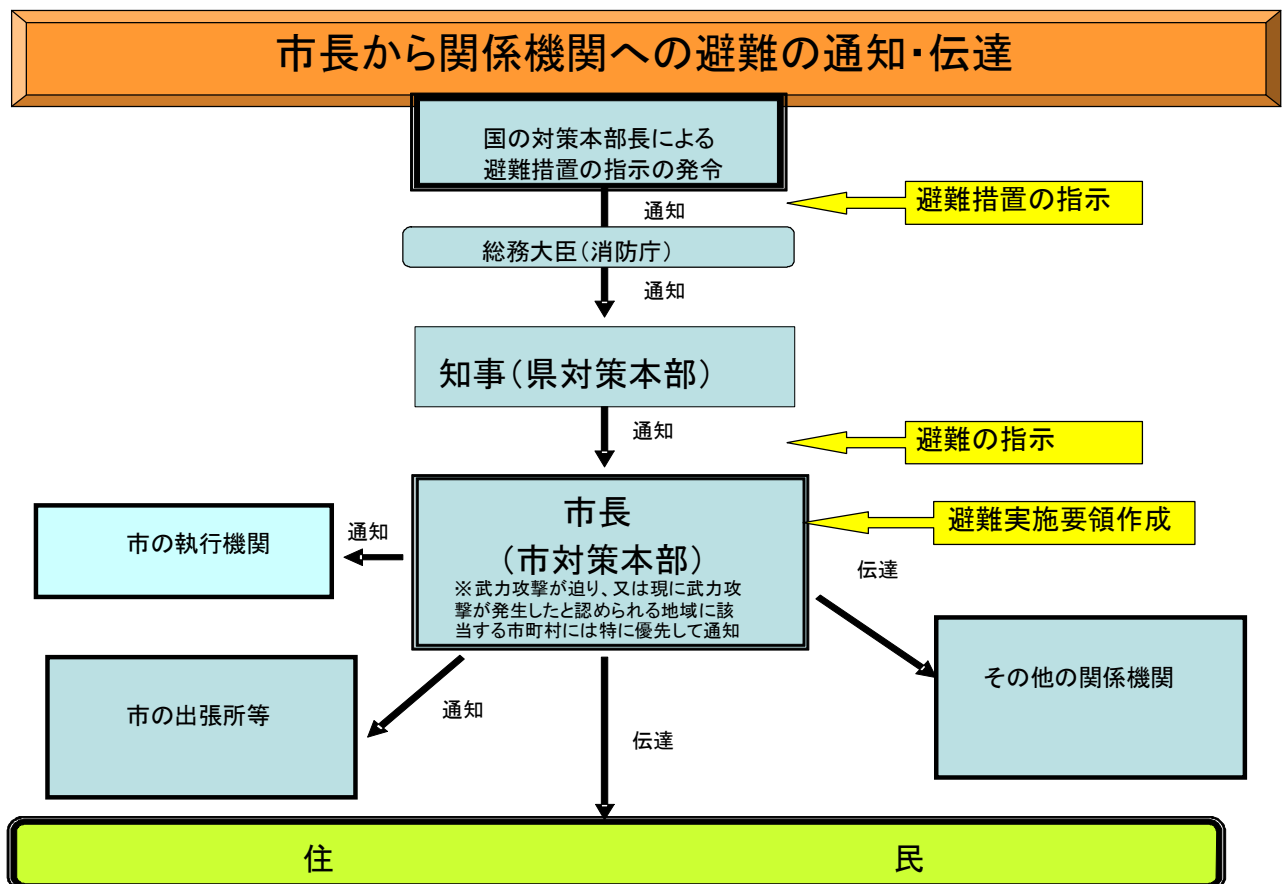 市長から関係機関への避難の通知・伝達
国の対策本部長による
避難措置の指示の発令
通知
避難措置の指示
総務大臣(消防庁)
通知
知事(県対策本部)
通知
避難の指示
市長
(市対策本部)
※武力攻撃が迫り、又は現に武力攻
撃が発生したと認められる地域に該
当する市町村には特に優先して通知
避難実施要領作成
市の執行機関
通知
伝達
市の出張所等
通知
伝達
その他の関係機関
住 民